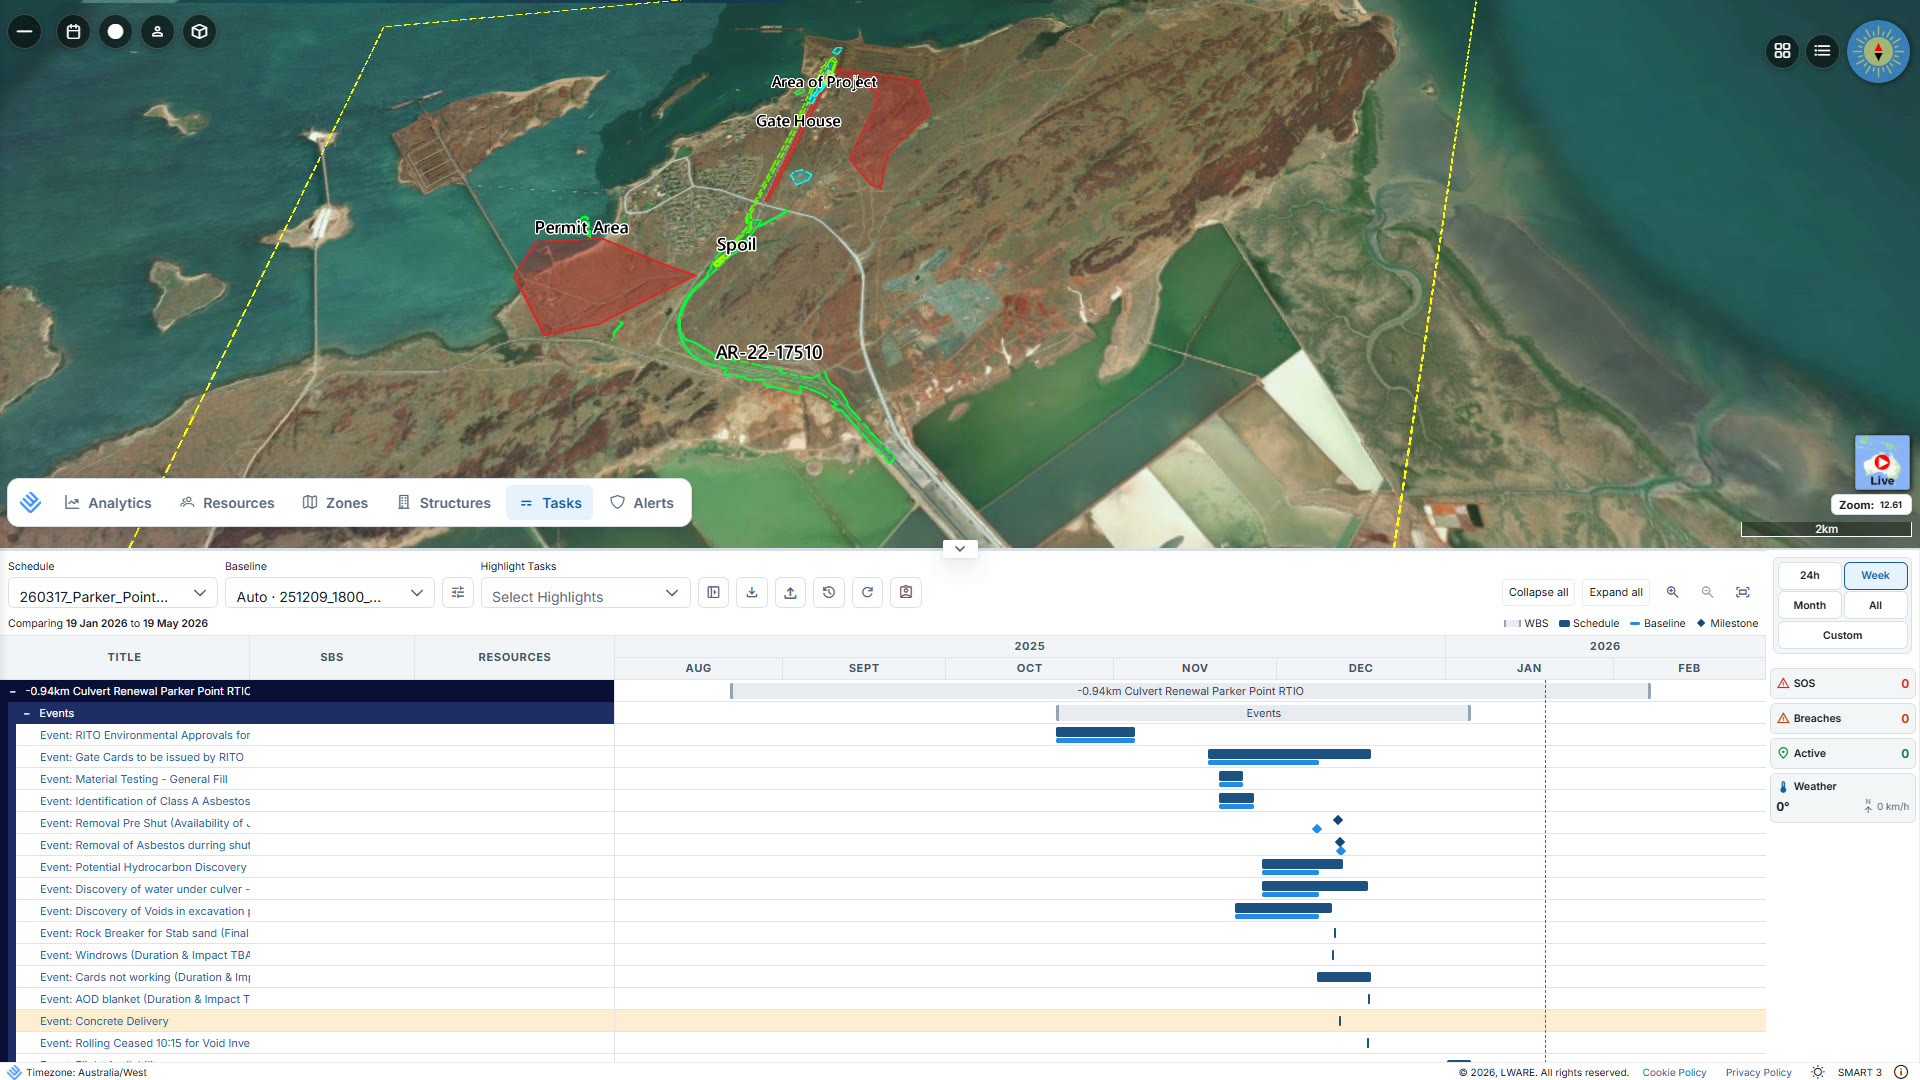 Area of Project
Gate House
Permit Area
Spoil
AR-22-17510
Live
Zoom: 12.61
2km
Analytics
Resources
Zones
Structures
Tasks
Alerts
Schedule
Baseline
Highlight Tasks
260317_Parker_Point...
Auto · 251209_1800_...
Select Highlights
Collapse all
Expand all
Comparing 19 Jan 2026 to 19 May 2026
WBS
Schedule
Baseline
Milestone
24h
Week
Month
All
Custom
TITLE
SBS
RESOURCES
2025
2026
AUG
SEPT
OCT
NOV
DEC
JAN
FEB
-0.94km Culvert Renewal Parker Point RTIO
-0.94km Culvert Renewal Parker Point RTIO
Events
Events
Event: RITO Environmental Approvals for
Event: Gate Cards to be issued by RITO
Event: Material Testing - General Fill
Event: Identification of Class A Asbestos
Event: Removal Pre Shut (Availability of
Event: Removal of Asbestos durring shut
Event: Potential Hydrocarbon Discovery
Event: Discovery of water under culver -
Event: Discovery of Voids in excavation
Event: Rock Breaker for Stab sand (Final
Event: Windrows (Duration & Impact TBA
Event: Cards not working (Duration & Imp
Event: AOD blanket (Duration & Impact T
Event: Concrete Delivery
Event: Rolling Ceased 10:15 for Void Inve
SOS 0
Breaches 0
Active 0
Weather
0°
N
0 km/h
Timezone: Australia/West
© 2026, LWARE. All rights reserved.
Cookie Policy
Privacy Policy
SMART 3